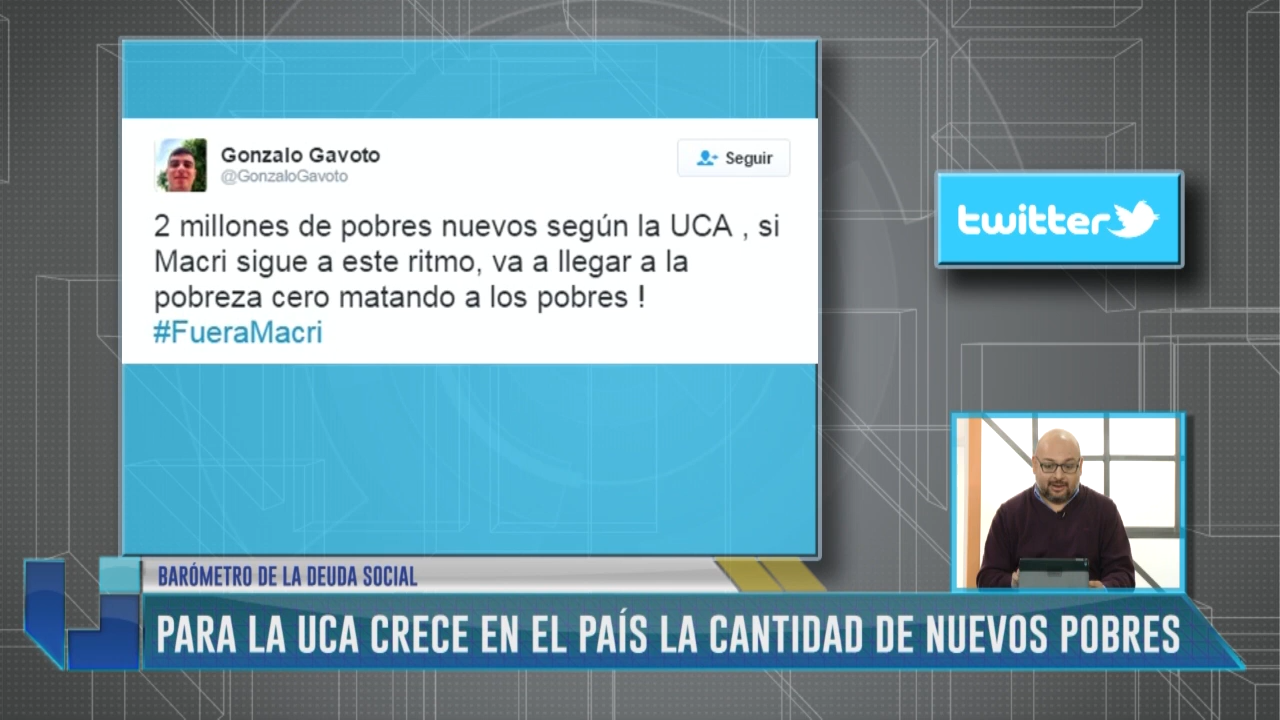 Gonzalo Gavoto
@GonzaloGavoto
Seguir
2 millones de pobres nuevos según la UCA , si
Macri sigue a este ritmo, va a llegar a la
pobreza cero matando a los pobres !
#FueraMacri
twitter
BARÓMETRO DE LA DEUDA SOCIAL
PARA LA UCA CRECE EN EL PAÍS LA CANTIDAD DE NUEVOS POBRES